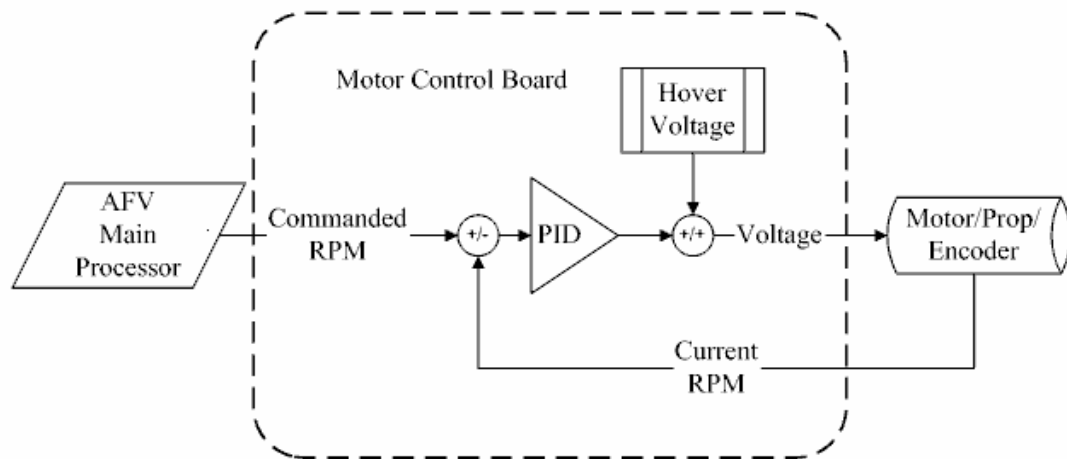 Motor Control Board
Hover
Voltage
AFV
Main
Processor
Commanded
RPM
+/-
PID
+/+
Voltage
Motor/Prop/
Encoder
Current
RPM